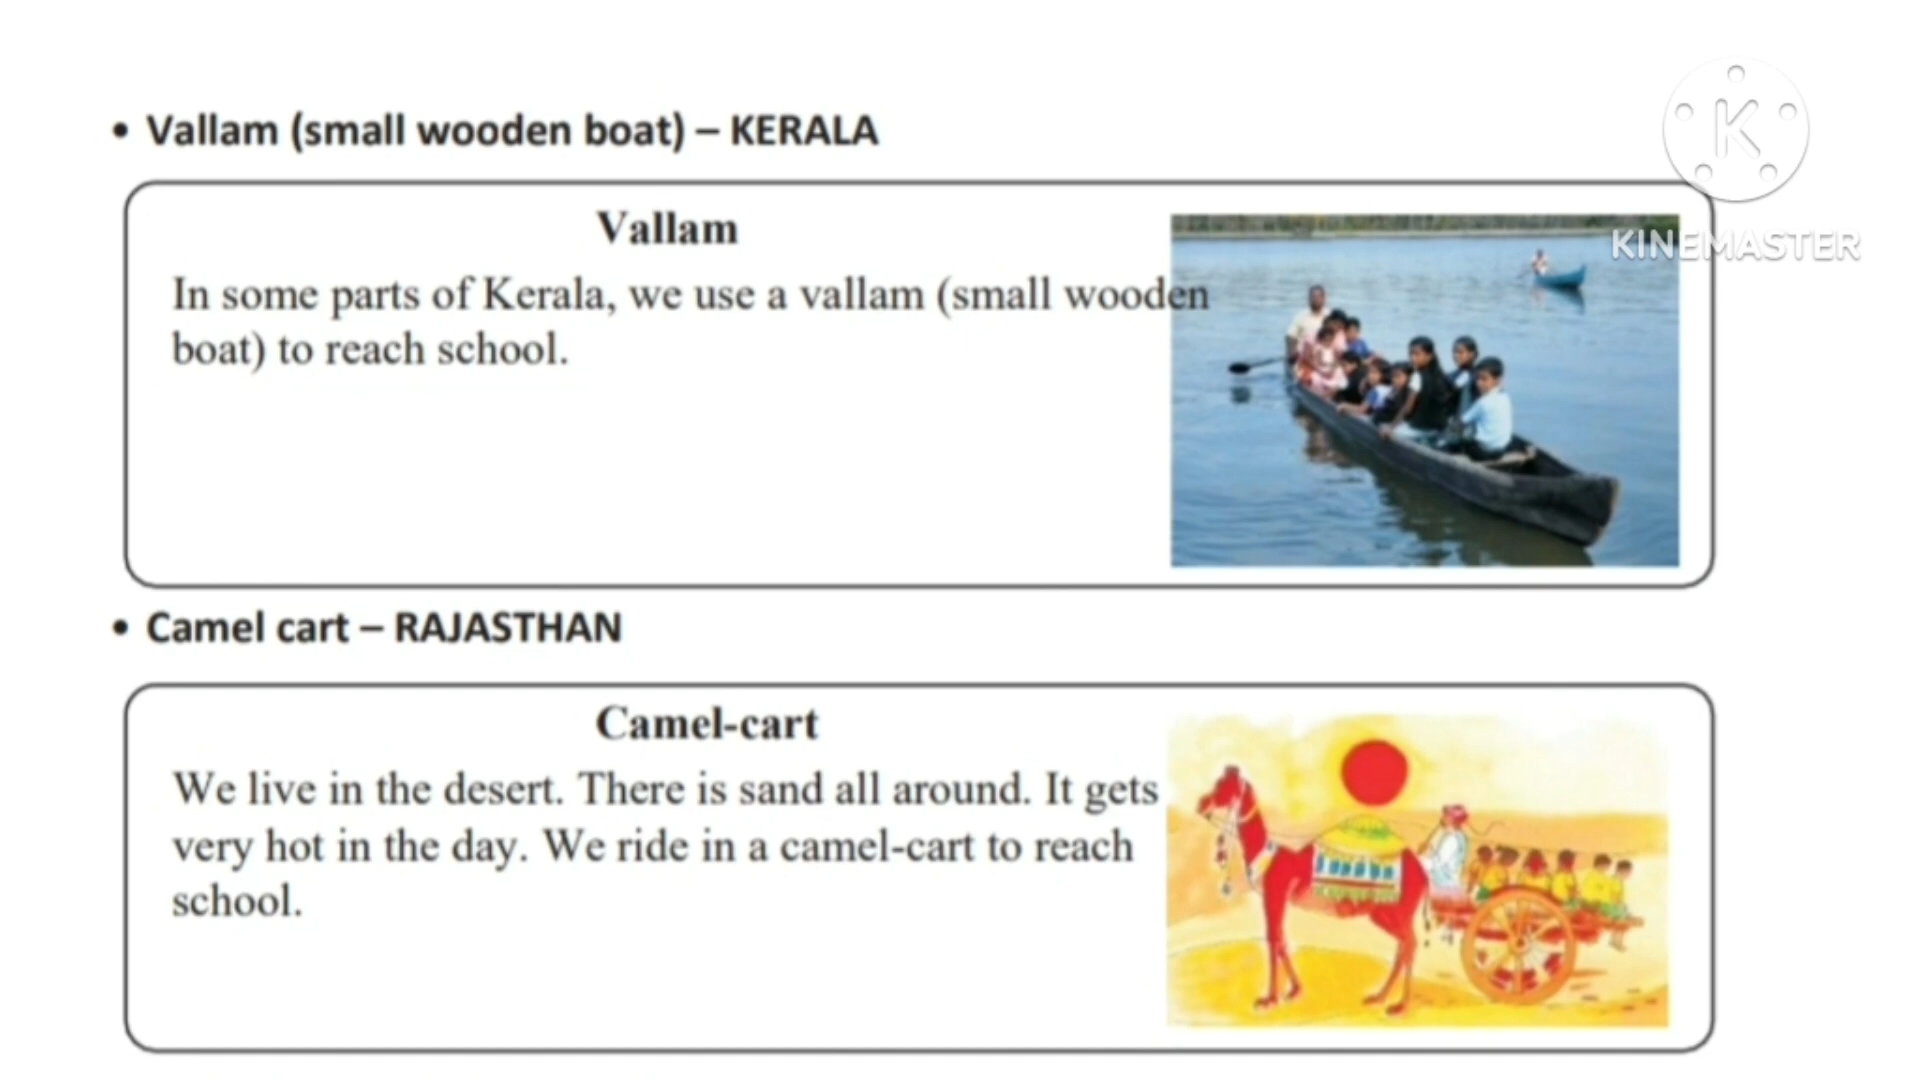 • Vallam (small wooden boat) – KERALA
K
KINEMASTER
Vallam
In some parts of Kerala, we use a vallam (small wooden
boat) to reach school.
• Camel cart – RAJASTHAN
Camel-cart
We live in the desert. There is sand all around. It gets
very hot in the day. We ride in a camel-cart to reach
school.